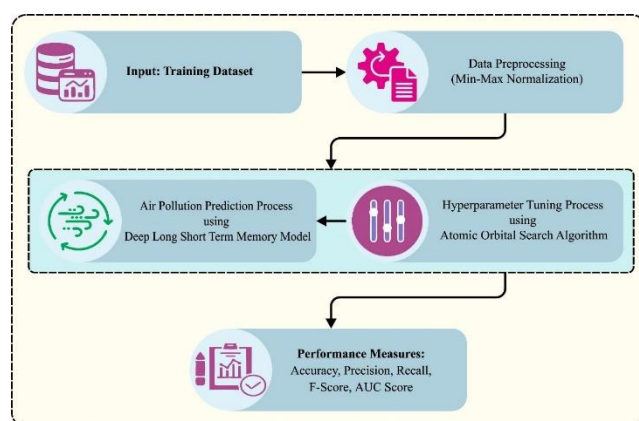 Input: Training Dataset
Data Preprocessing
(Min-Max Normalization)
Air Pollution Prediction Process
using
Deep Long Short Term Memory Model
Hyperparameter Tuning Process
using
Atomic Orbital Search Algorithm
Performance Measures:
Accuracy, Precision, Recall,
F-Score, AUC Score